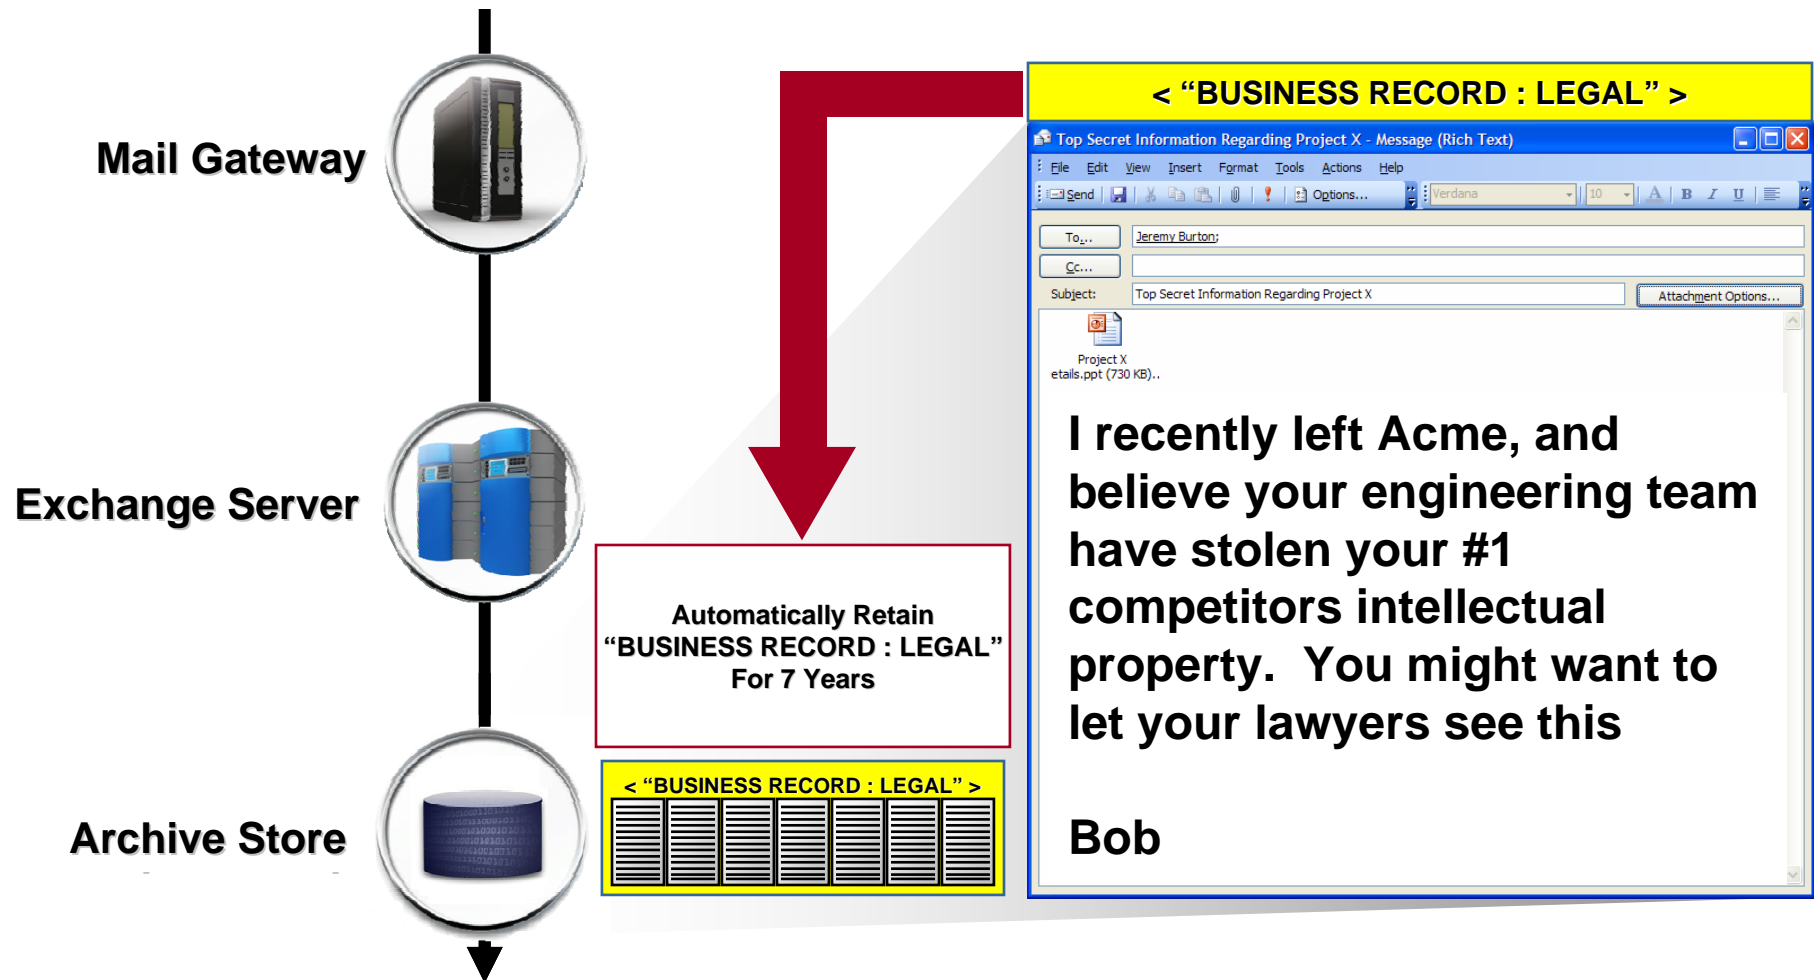 Mail Gateway
Exchange Server
Archive Store
Automatically Retain
“BUSINESS RECORD : LEGAL”
For 7 Years
< “BUSINESS RECORD : LEGAL” >
< “BUSINESS RECORD : LEGAL” >
Top Secret Information Regarding Project X - Message (Rich Text)
File Edit View Insert Format Tools Actions Help
Send Options... Verdana 10 A B I U
To... Jeremy Burton;
Cc...
Subject: Top Secret Information Regarding Project X Attachment Options...
Project X
etails.ppt (730 KB)..
I recently left Acme, and
believe your engineering team
have stolen your #1
competitors intellectual
property. You might want to
let your lawyers see this
Bob